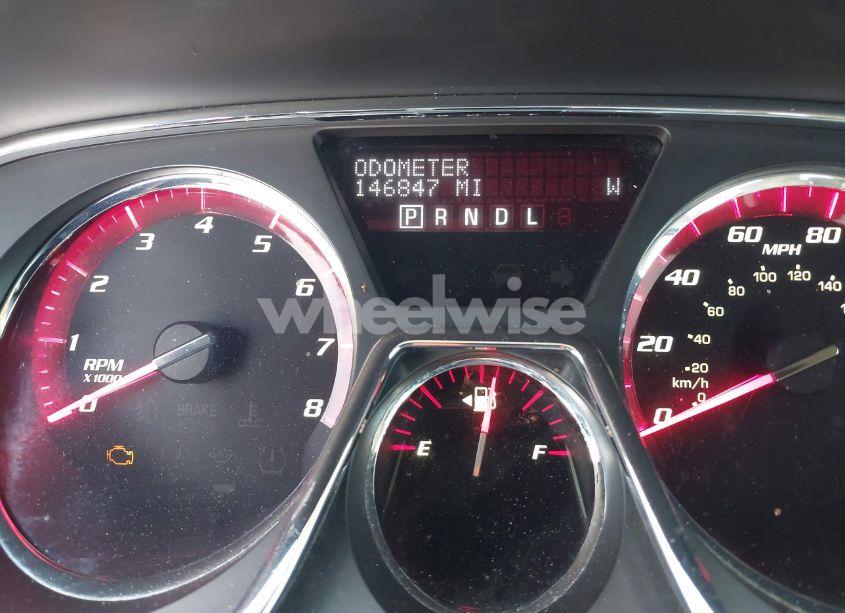 ODOMETER
146847 MI W
P R N D L
0 1 2 3 4 5 6 7 8
RPM
X1000
BRAKE
wheelwise
E F
0 20 40 60 80
MPH
0 20 40 60 80 100 120 140
km/h